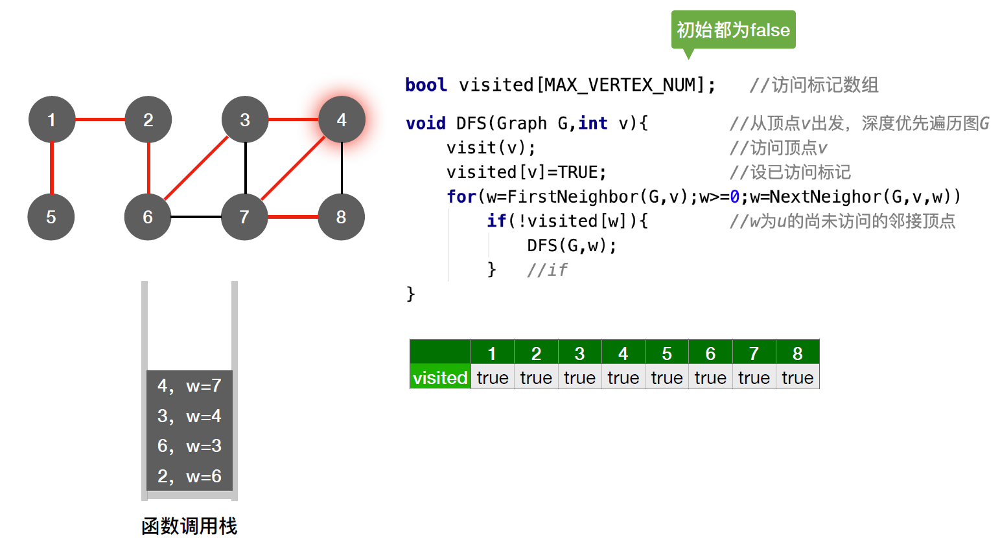 初始都为false
bool visited[MAX_VERTEX_NUM]; //访问标记数组
void DFS(Graph G,int v){ //从顶点v出发，深度优先遍历图G
visit(v); //访问顶点v
visited[v]=TRUE; //设已访问标记
for(w=FirstNeighbor(G,v);w>=0;w=NextNeighor(G,v,w))
if(!visited[w]){ //w为u的尚未访问的邻接顶点
DFS(G,w);
} //if
}
1 2 3 4
5 6 7 8
4，w=7
3，w=4
6，w=3
2，w=6
函数调用栈
1 2 3 4 5 6 7 8
visited true true true true true true true true